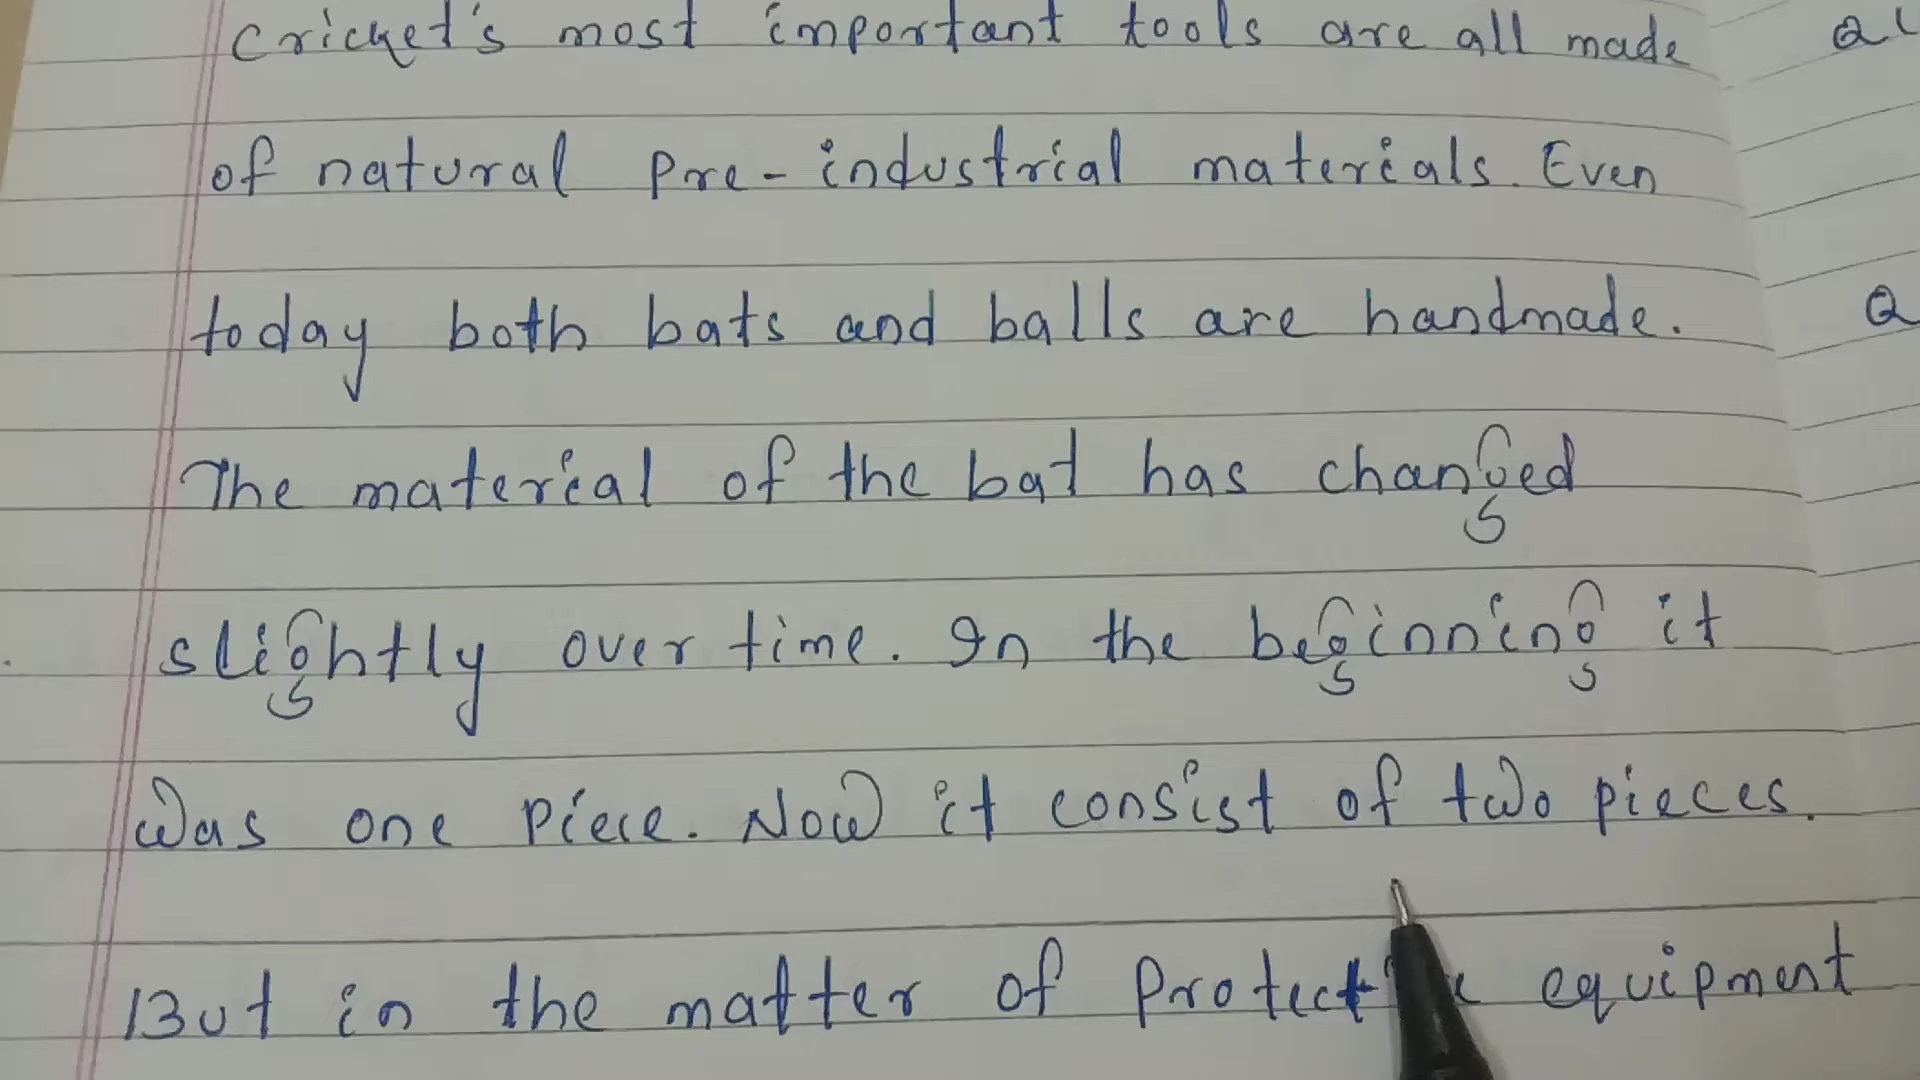 Cricket's most important tools are all made
of natural pre-industrial materials. Even
today both bats and balls are handmade.
The material of the bat has changed
slightly over time. In the beginning it
was one piece. Now it consist of two pieces.
But in the matter of equipment